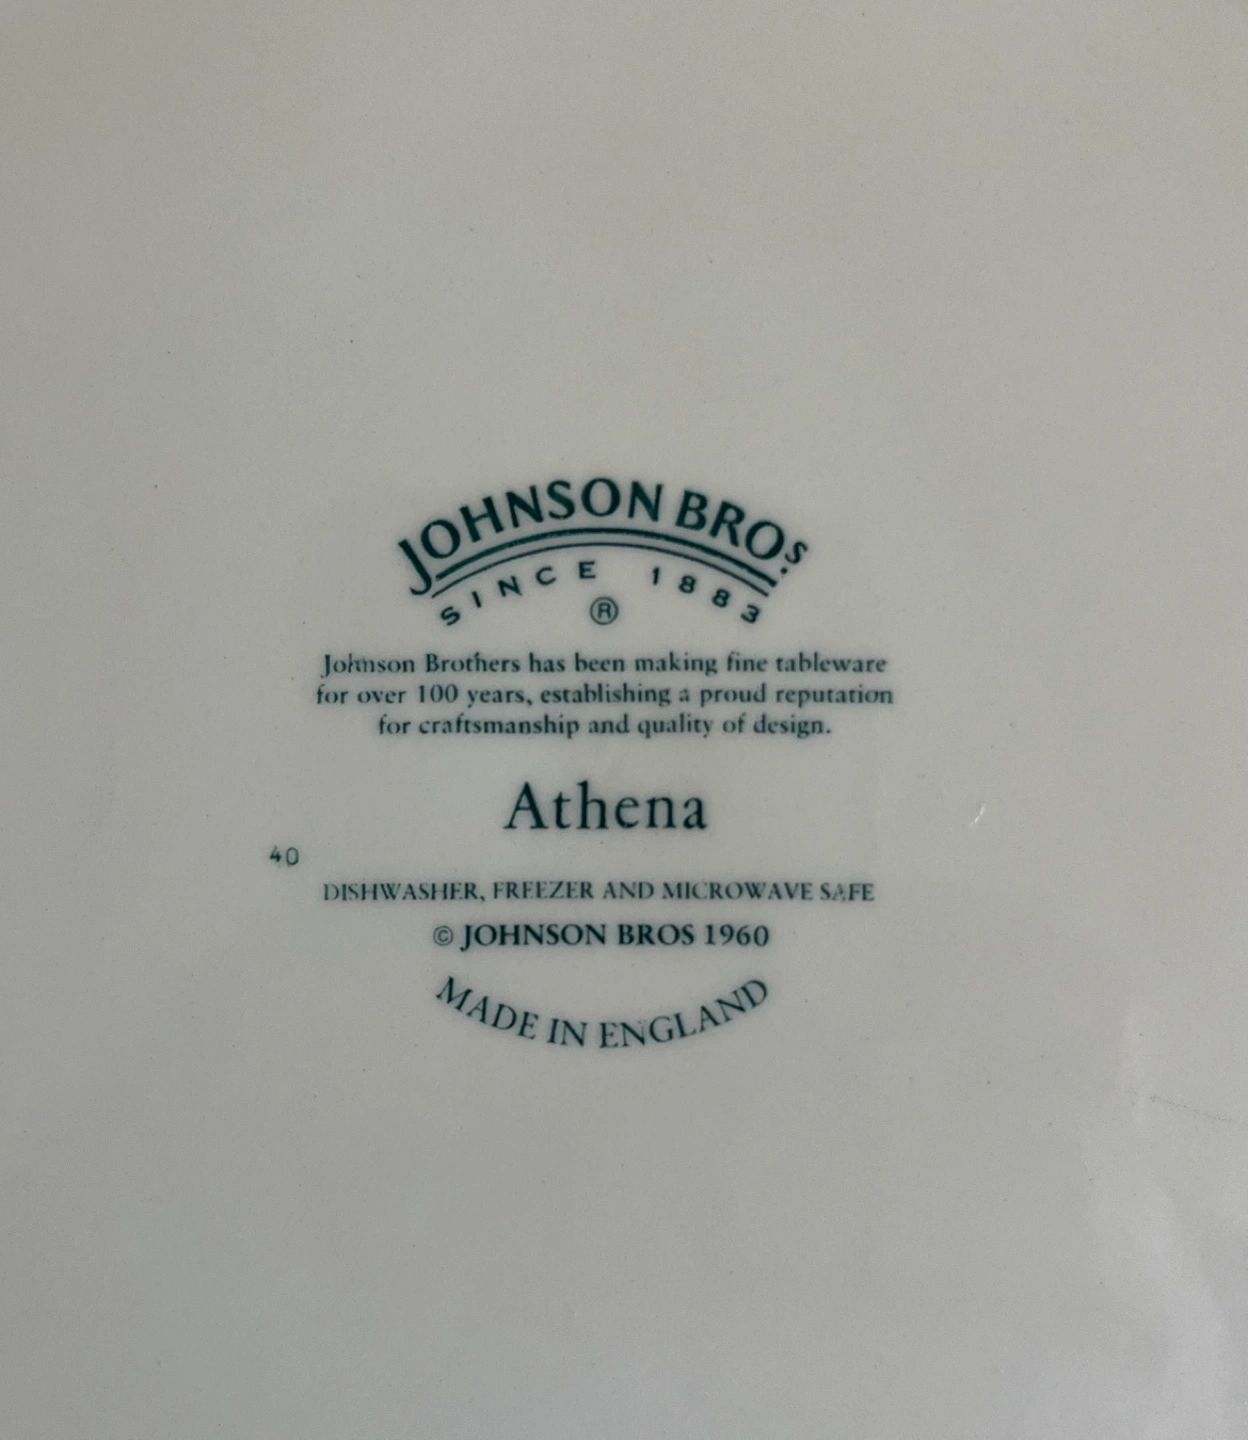 JOHNSON BROS.
SINCE 1883
®
Johnson Brothers has been making fine tableware
for over 100 years, establishing a proud reputation
for craftsmanship and quality of design.
Athena
40
DISHWASHER, FREEZER AND MICROWAVE SAFE
© JOHNSON BROS 1960
MADE IN ENGLAND